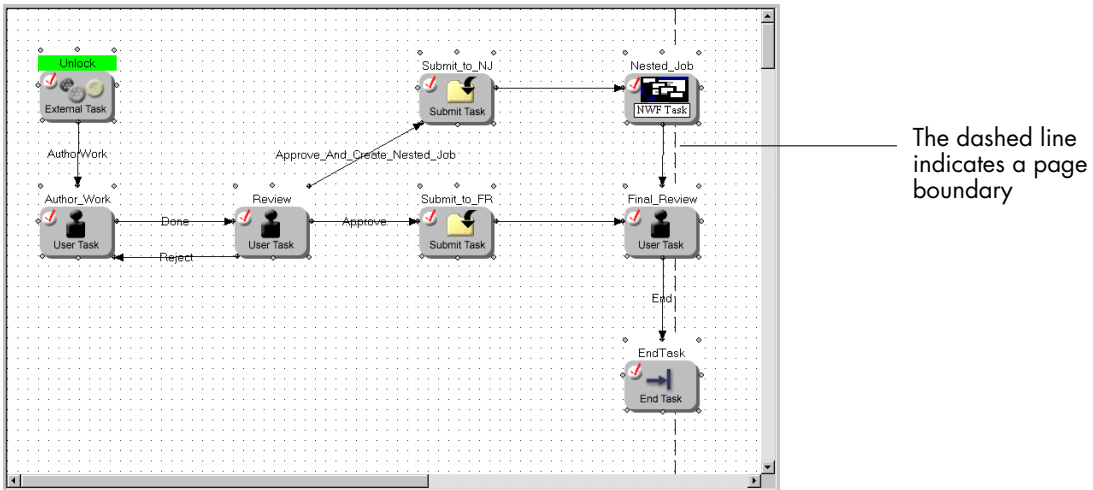 Unlock
External Task
AuthorWork
Submit_to_NJ
Submit Task
Nested_Job
NWF Task
Approve_And_Create_Nested_Job
The dashed line
indicates a page
boundary
Author_Work
User Task
Done
Reject
Review
User Task
Approve
Submit_to_FR
Submit Task
Final_Review
User Task
End
EndTask
End Task